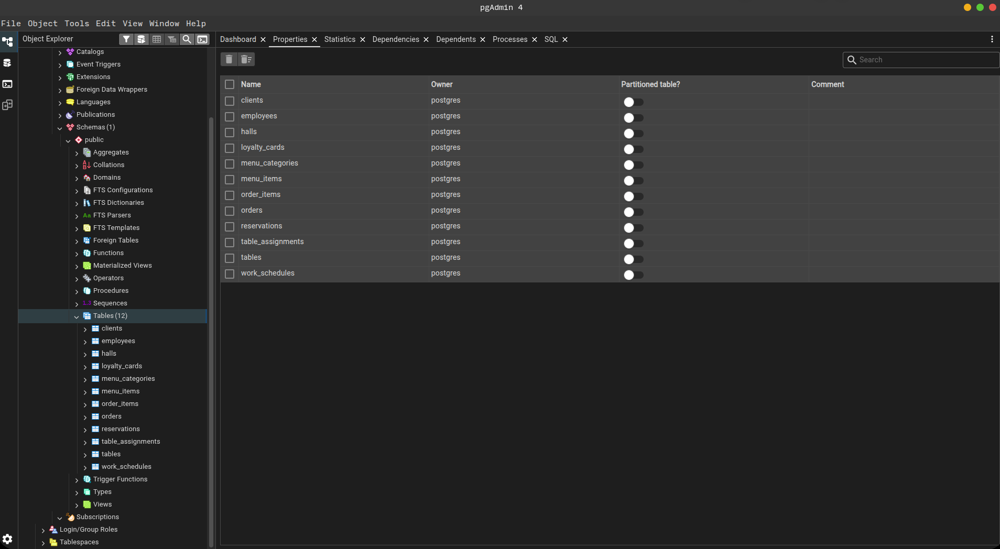 pgAdmin 4
File Object Tools Edit View Window Help
Object Explorer
Dashboard Properties Statistics Dependencies Dependents Processes SQL
Catalogs
Event Triggers
Extensions
Foreign Data Wrappers
Languages
Publications
Schemas (1)
public
Aggregates
Collations
Domains
FTS Configurations
FTS Dictionaries
Aa FTS Parsers
FTS Templates
Foreign Tables
Functions
Materialized Views
Operators
Procedures
1.3 Sequences
Tables (12)
clients
employees
halls
loyalty_cards
menu_categories
menu_items
order_items
orders
reservations
table_assignments
tables
work_schedules
Trigger Functions
Types
Views
Subscriptions
Login/Group Roles
Tablespaces
Search
Name Owner Partitioned table? Comment
clients postgres
employees postgres
halls postgres
loyalty_cards postgres
menu_categories postgres
menu_items postgres
order_items postgres
orders postgres
reservations postgres
table_assignments postgres
tables postgres
work_schedules postgres